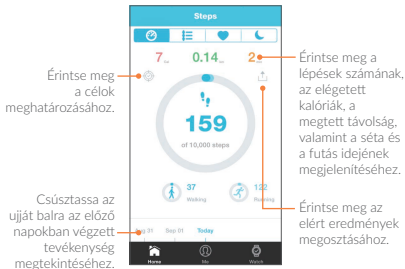 Steps
7
0.14
2
Érintse meg
a célok
meghatározásához.
Érintse meg a
lépések számának,
az elégetett
kalóriák, a
megtett távolság,
valamint a séta és
a futás idejének
megjelenítéséhez.
159
of 10,000 steps
37
Walking
122
Running
Érintse meg az
elért eredmények
megosztásához.
Csúsztassa az
ujját balra az előző
napokban végzett
tevékenység
megtekintéséhez.
Aug 31 Sep 01 Today
Home Me Watch